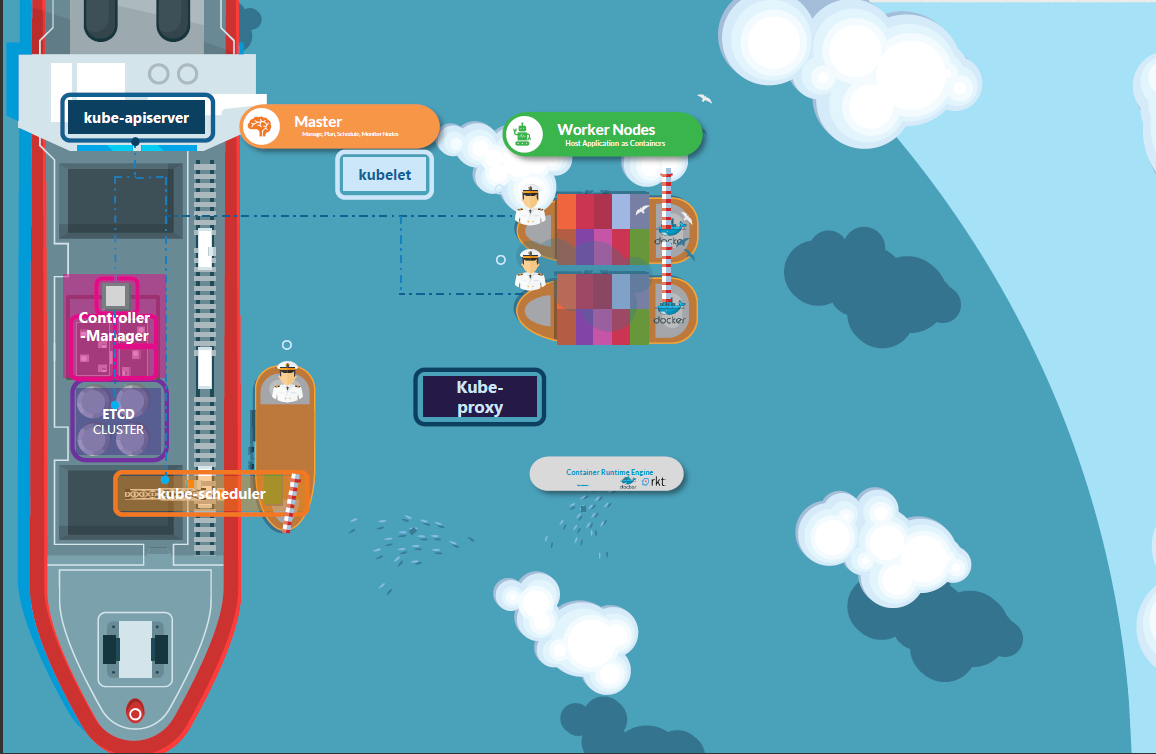 kube-apiserver
Master
Manage, Plan, Schedule, Monitor Nodes
Worker Nodes
Host Application as Containers
kubelet
docker
docker
Controller
-Manager
Kube-
proxy
ETCD
CLUSTER
kube-scheduler
Container Runtime Engine
docker
rkt